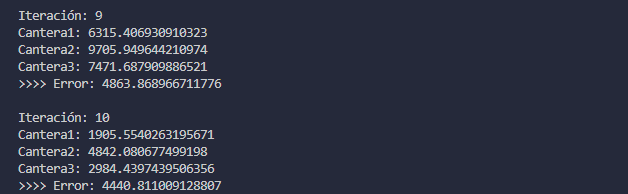 Iteración: 9
Cantera1: 6315.406930910323
Cantera2: 9705.949644210974
Cantera3: 7471.687909886521
>>>> Error: 4863.868966711776
Iteración: 10
Cantera1: 1905.5540263195671
Cantera2: 4842.080677499198
Cantera3: 2984.4397439506356
>>>> Error: 4440.811009128807